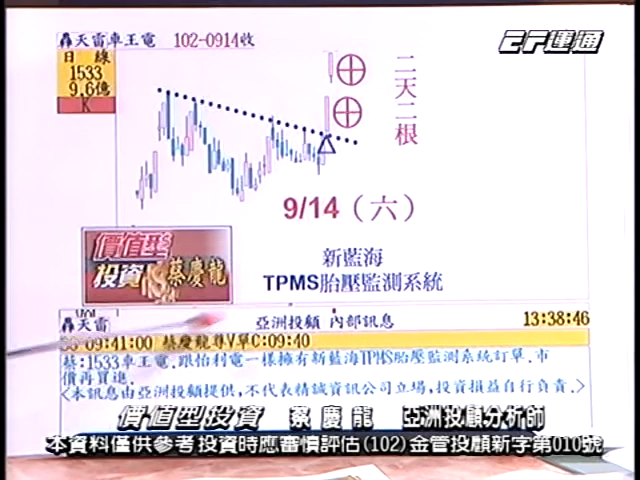 轟天雷車王電 102-0914收
運通
日 線
1533
9.6億
K
二天二根
9/14（六）
價值型
投資 蔡慶龍
新藍海
TPMS胎壓監測系統
轟天雷 亞洲投顧 內部訊息 13:38:46
09:41:00 蔡慶龍尊V單C:09:40
蔡:1533車王電.跟怡利電一樣擁有新藍海TPMS胎壓監測系統訂單.市
價再買進.
<本訊息由亞洲投顧提供,不代表精誠資訊公司立場,投資損益自行負責.>
價值型投資 蔡慶龍 亞洲投顧分析師
本資料僅供參考投資時應審慎評估(102)金管投顧新字第010號